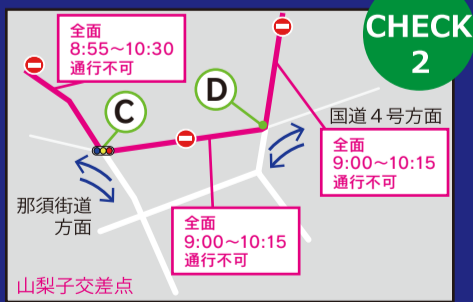 CHECK
2
全面
8:55～10:30
通行不可
C
D
国道４号方面
全面
9:00～10:15
通行不可
那須街道
方面
全面
9:00～10:15
通行不可
山梨子交差点